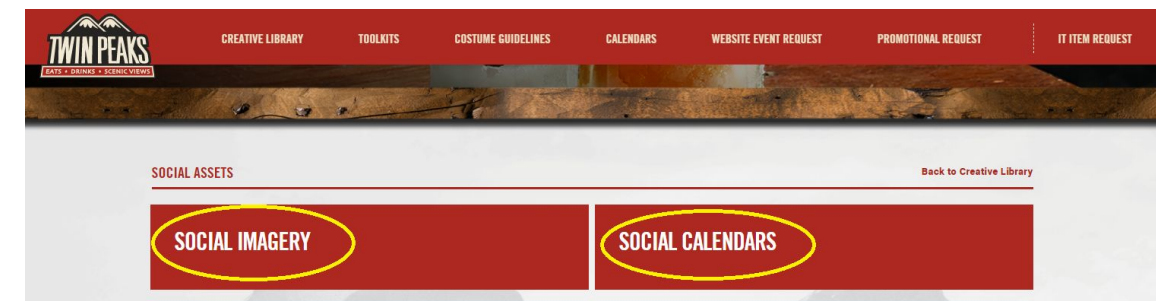 TWIN PEAKS
EATS • DRINKS • SCENIC VIEWS
CREATIVE LIBRARY TOOLKITS COSTUME GUIDELINES CALENDARS WEBSITE EVENT REQUEST PROMOTIONAL REQUEST IT ITEM REQUEST
SOCIAL ASSETS Back to Creative Library
SOCIAL IMAGERY SOCIAL CALENDARS